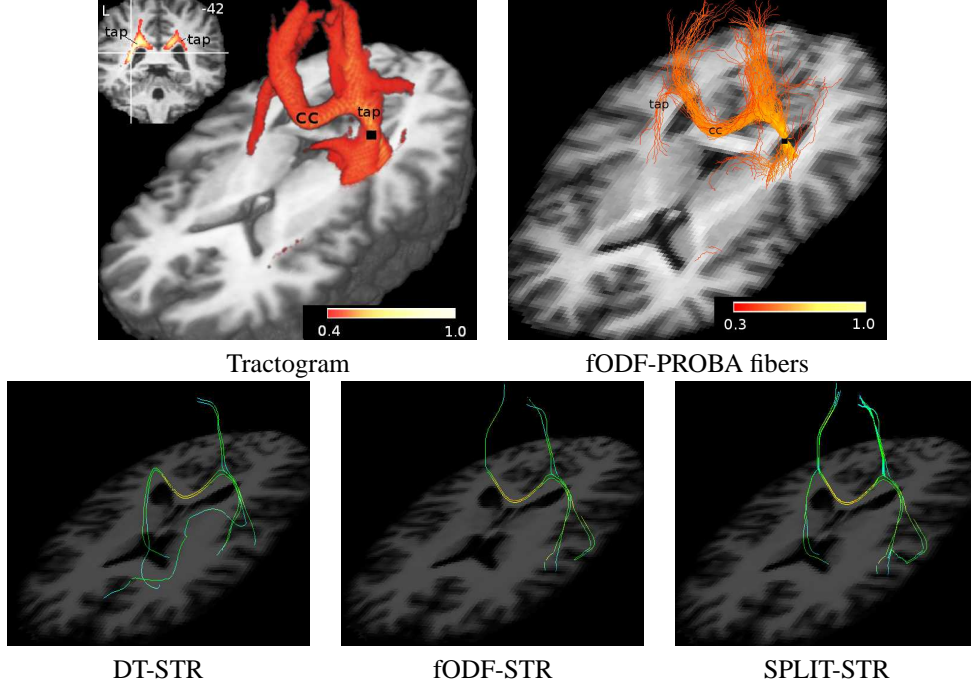 L
-42
tap
tap
cc
tap
0.4
1.0
Tractogram
tap
cc
0.3
1.0
fODF-PROBA fibers
DT-STR
fODF-STR
SPLIT-STR